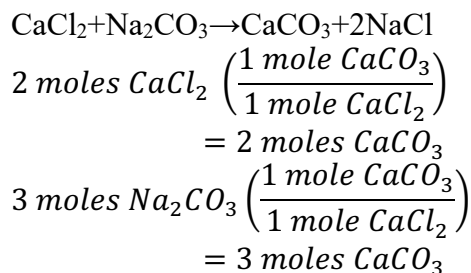 CaCl₂+Na₂CO₃→CaCO₃+2NaCl
2 moles CaCl₂ (1 mole CaCO₃ / 1 mole CaCl₂)
= 2 moles CaCO₃
3 moles Na₂CO₃ (1 mole CaCO₃ / 1 mole CaCl₂)
= 3 moles CaCO₃